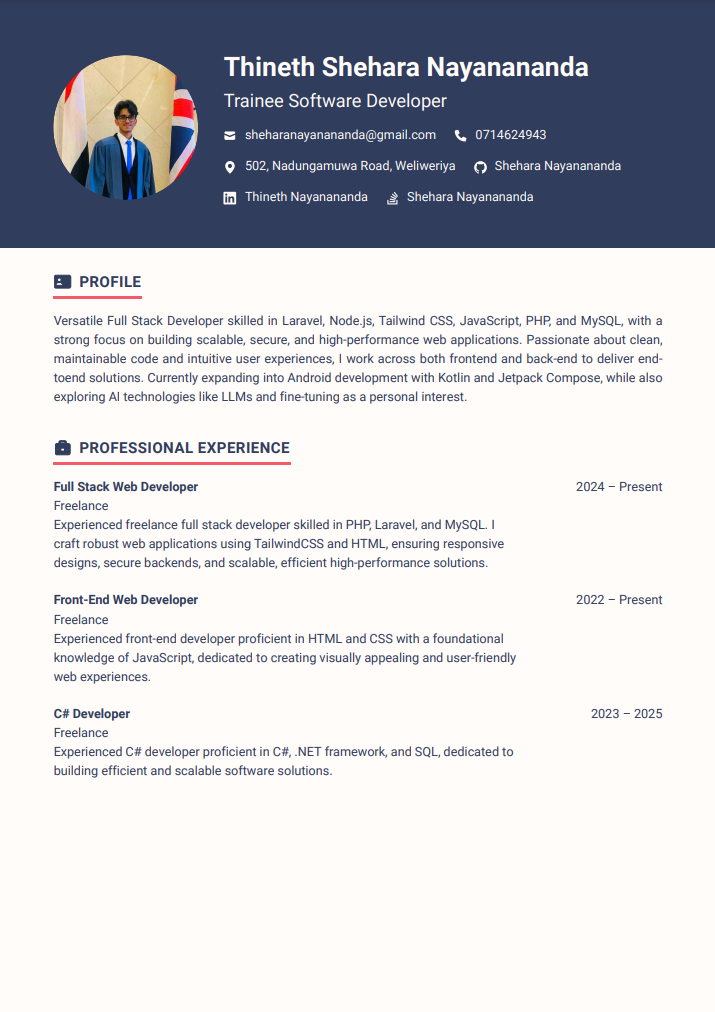 Thineth Shehara Nayanananda
Trainee Software Developer
sheharanayanananda@gmail.com 0714624943
502, Nadungamuwa Road, Weliweriya Shehara Nayanananda
Thineth Nayanananda Shehara Nayanananda
PROFILE
Versatile Full Stack Developer skilled in Laravel, Node.js, Tailwind CSS, JavaScript, PHP, and MySQL, with a
strong focus on building scalable, secure, and high-performance web applications. Passionate about clean,
maintainable code and intuitive user experiences, I work across both frontend and back-end to deliver end-
toend solutions. Currently expanding into Android development with Kotlin and Jetpack Compose, while also
exploring AI technologies like LLMs and fine-tuning as a personal interest.
PROFESSIONAL EXPERIENCE
Full Stack Web Developer 2024 – Present
Freelance
Experienced freelance full stack developer skilled in PHP, Laravel, and MySQL. I
craft robust web applications using TailwindCSS and HTML, ensuring responsive
designs, secure backends, and scalable, efficient high-performance solutions.
Front-End Web Developer 2022 – Present
Freelance
Experienced front-end developer proficient in HTML and CSS with a foundational
knowledge of JavaScript, dedicated to creating visually appealing and user-friendly
web experiences.
C# Developer 2023 – 2025
Freelance
Experienced C# developer proficient in C#, .NET framework, and SQL, dedicated to
building efficient and scalable software solutions.